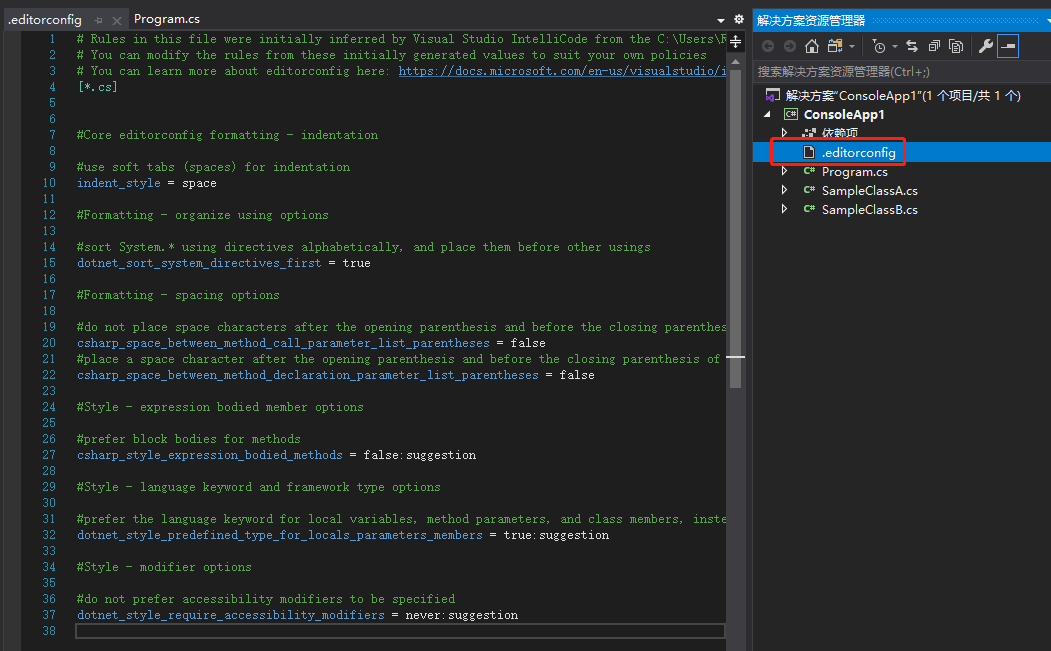 .editorconfig
Program.cs
1 # Rules in this file were initially inferred by Visual Studio IntelliCode from the C:\Users\
2 # You can modify the rules from these initially generated values to suit your own policies
3 # You can learn more about editorconfig here: https://docs.microsoft.com/en-us/visualstudio/i
4 [*.cs]
5
6
7 #Core editorconfig formatting - indentation
8
9 #use soft tabs (spaces) for indentation
10 indent_style = space
11
12 #Formatting - organize using options
13
14 #sort System.* using directives alphabetically, and place them before other usings
15 dotnet_sort_system_directives_first = true
16
17 #Formatting - spacing options
18
19 #do not place space characters after the opening parenthesis and before the closing parenthes
20 csharp_space_between_method_call_parameter_list_parentheses = false
21 #place a space character after the opening parenthesis and before the closing parenthesis of
22 csharp_space_between_method_declaration_parameter_list_parentheses = false
23
24 #Style - expression bodied member options
25
26 #prefer block bodies for methods
27 csharp_style_expression_bodied_methods = false:suggestion
28
29 #Style - language keyword and framework type options
30
31 #prefer the language keyword for local variables, method parameters, and class members, inste
32 dotnet_style_predefined_type_for_locals_parameters_members = true:suggestion
33
34 #Style - modifier options
35
36 #do not prefer accessibility modifiers to be specified
37 dotnet_style_require_accessibility_modifiers = never:suggestion
38
解决方案资源管理器
搜索解决方案资源管理器(Ctrl+;)
解决方案"ConsoleApp1"(1 个项目/共 1 个)
C# ConsoleApp1
依赖项
.editorconfig
C# Program.cs
C# SampleClassA.cs
C# SampleClassB.cs